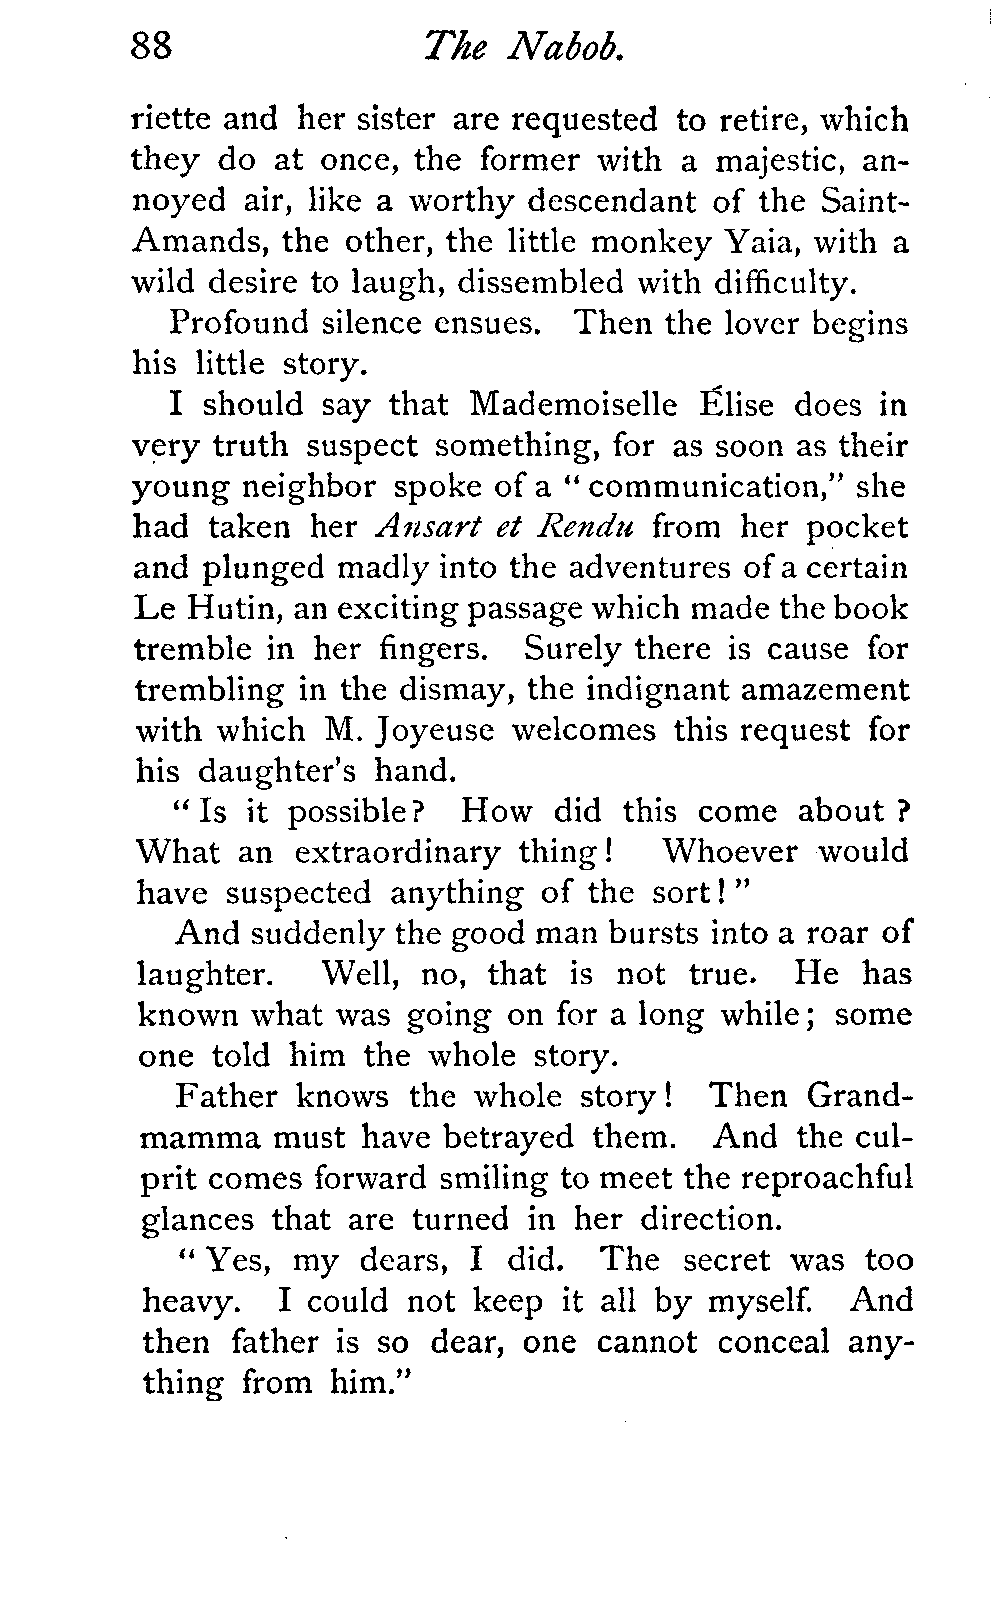 88 The Nabob.
riette and her sister are requested to retire, which
they do at once, the former with a majestic, an-
noyed air, like a worthy descendant of the Saint-
Amands, the other, the little monkey Yaia, with a
wild desire to laugh, dissembled with difficulty.
Profound silence ensues. Then the lover begins
his little story.
I should say that Mademoiselle Élise does in
very truth suspect something, for as soon as their
young neighbor spoke of a “ communication,” she
had taken her Ansart et Rendu from her pocket
and plunged madly into the adventures of a certain
Le Hutin, an exciting passage which made the book
tremble in her fingers. Surely there is cause for
trembling in the dismay, the indignant amazement
with which M. Joyeuse welcomes this request for
his daughter's hand.
“ Is it possible? How did this come about ?
What an extraordinary thing! Whoever would
have suspected anything of the sort! ”
And suddenly the good man bursts into a roar of
laughter. Well, no, that is not true. He has
known what was going on for a long while; some
one told him the whole story.
Father knows the whole story! Then Grand-
mamma must have betrayed them. And the cul-
prit comes forward smiling to meet the reproachful
glances that are turned in her direction.
“ Yes, my dears, I did. The secret was too
heavy. I could not keep it all by myself. And
then father is so dear, one cannot conceal any-
thing from him.”